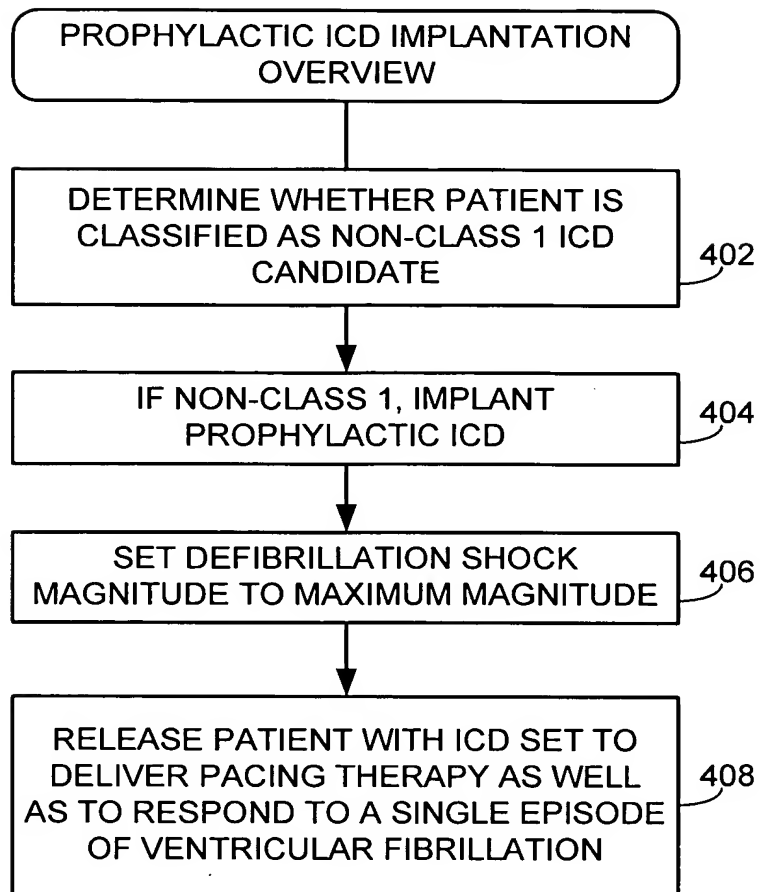 PROPHYLACTIC ICD IMPLANTATION
OVERVIEW
DETERMINE WHETHER PATIENT IS
CLASSIFIED AS NON-CLASS 1 ICD
CANDIDATE
402
IF NON-CLASS 1, IMPLANT
PROPHYLACTIC ICD
404
SET DEFIBRILLATION SHOCK
MAGNITUDE TO MAXIMUM MAGNITUDE
406
RELEASE PATIENT WITH ICD SET TO
DELIVER PACING THERAPY AS WELL
AS TO RESPOND TO A SINGLE EPISODE
OF VENTRICULAR FIBRILLATION
408